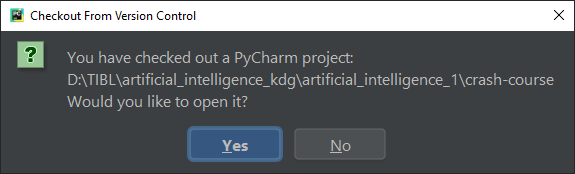 Checkout From Version Control
?
You have checked out a PyCharm project:
D:\TIBL\artificial_intelligence_kdg\artificial_intelligence_1\crash-course
Would you like to open it?
Yes No